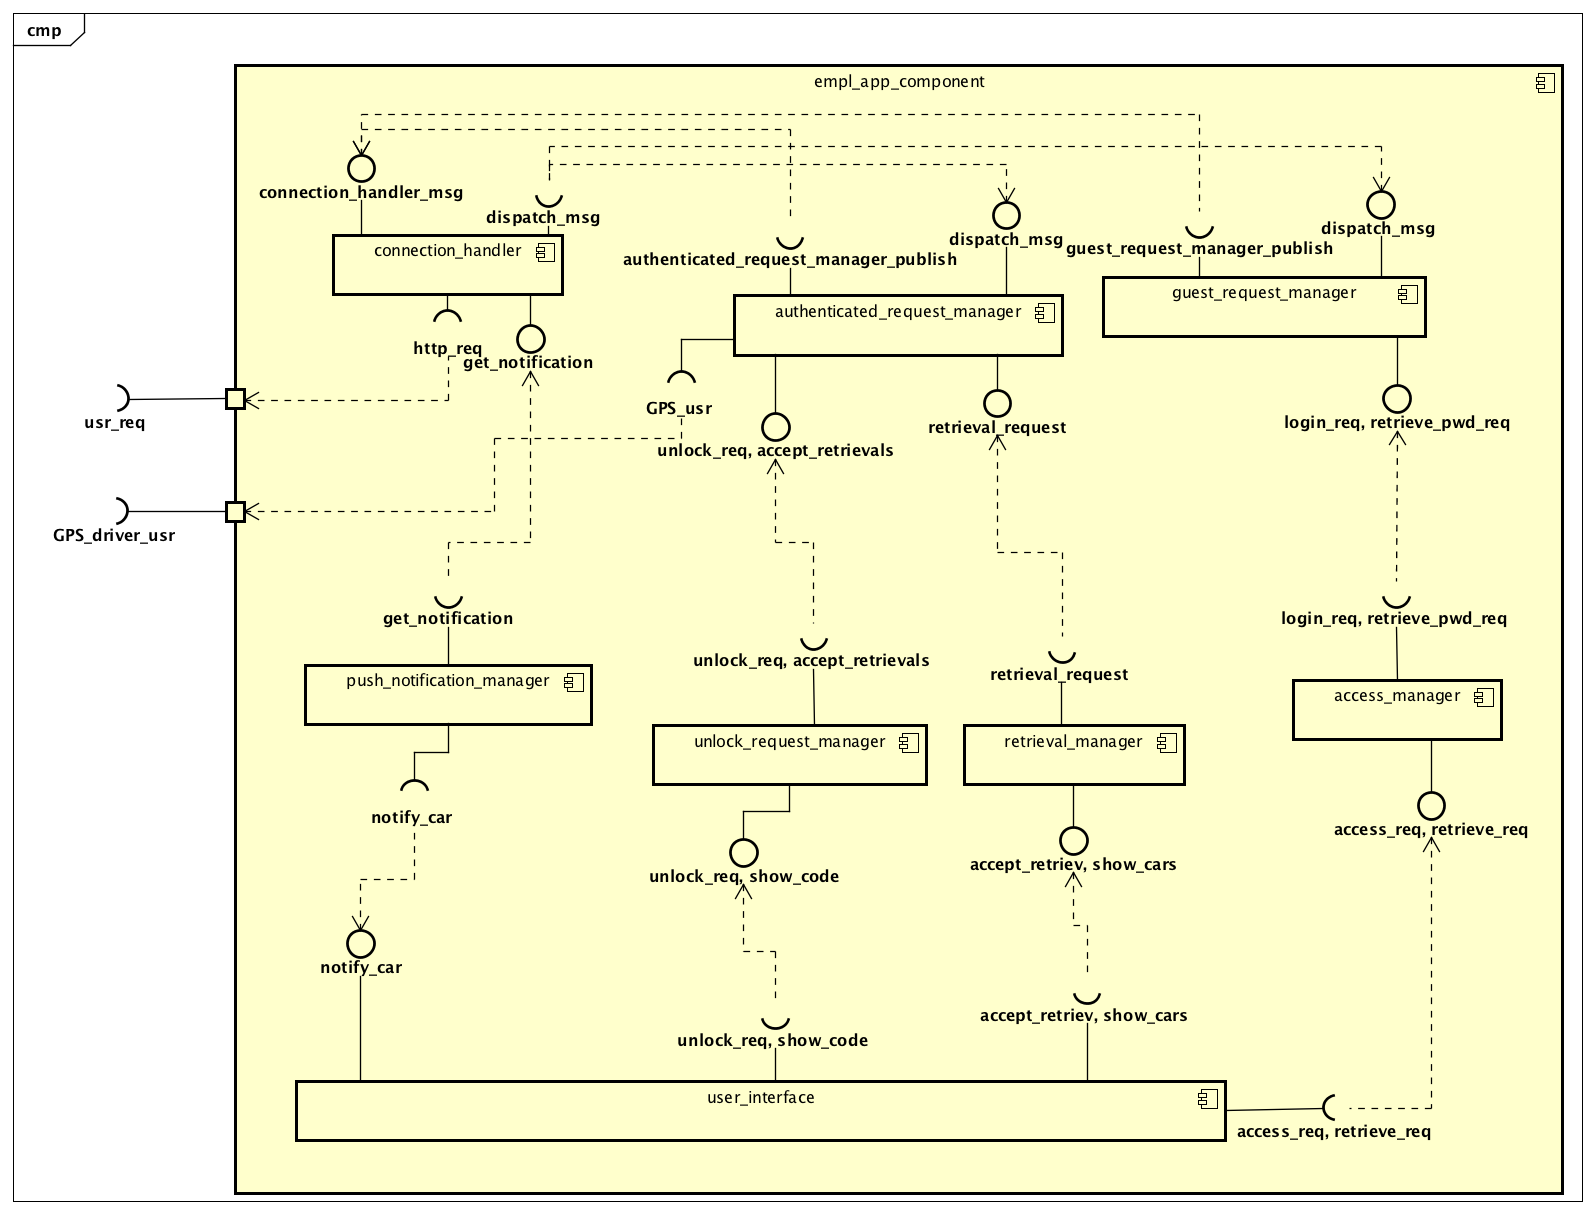 cmp
empl_app_component
connection_handler_msg
dispatch_msg
dispatch_msg
dispatch_msg
connection_handler
authenticated_request_manager_publish
guest_request_manager_publish
authenticated_request_manager
guest_request_manager
http_req
get_notification
usr_req
GPS_usr
unlock_req, accept_retrievals
retrieval_request
login_req, retrieve_pwd_req
GPS_driver_usr
get_notification
unlock_req, accept_retrievals
retrieval_request
login_req, retrieve_pwd_req
push_notification_manager
unlock_request_manager
retrieval_manager
access_manager
notify_car
unlock_req, show_code
accept_retriev, show_cars
access_req, retrieve_req
notify_car
unlock_req, show_code
accept_retriev, show_cars
user_interface
access_req, retrieve_req